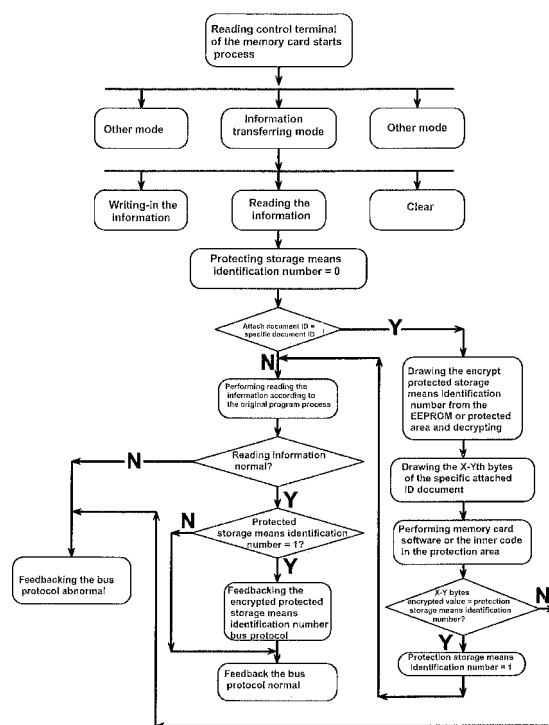 Reading control terminal
of the memory card starts
process
Other mode
Information
transferring mode
Other mode
Writing-in the
information
Reading the
information
Clear
Protecting storage means
identification number = 0
Attach document ID =
specific document ID
Y
N
Performing reading the
information according to
the original program process
Drawing the encrypt
protected storage
means identification
number from the
EEPROM or protected
area and decrypting
Reading information
normal?
N
Y
Drawing the X-Yth bytes
of the specific attached
ID document
Protected
storage means identification
number = 1?
N
Y
Performing memory card
software or the inner code
in the protection area
Feedbacking the bus
protocol abnormal
Feedbacking the
encrypted protected
storage means
identification number
bus protocol
X-Y bytes
encrypted value = protection
storage means identification
number?
N
Y
Protection storage means
identification number = 1
Feedback the bus
protocol normal